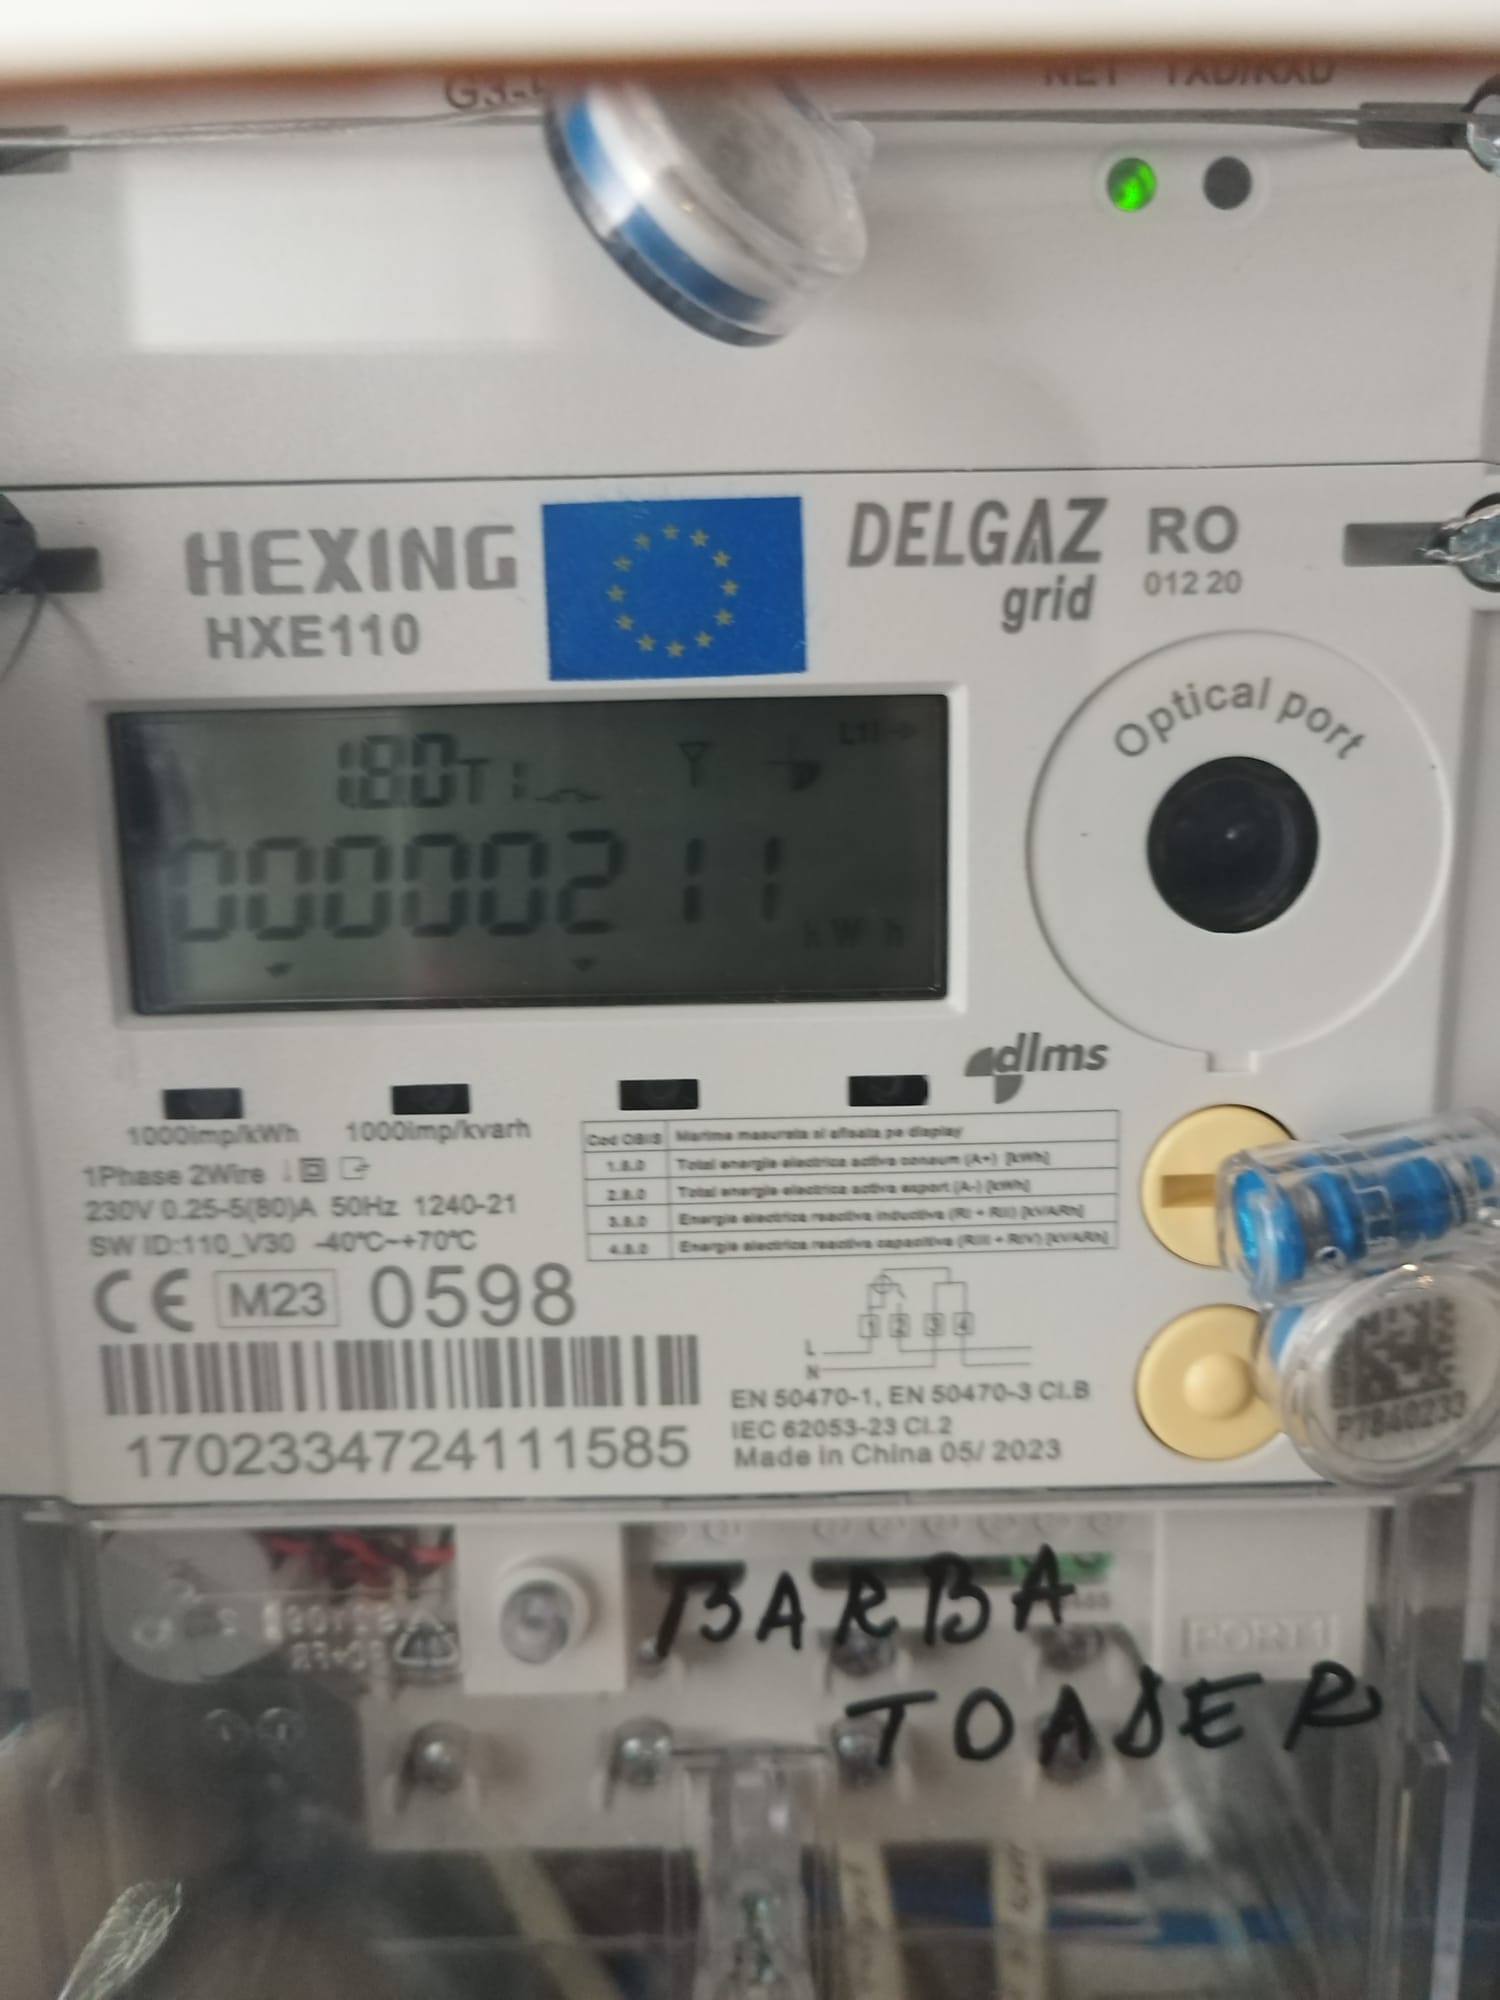 NET TXD/RXD
HEXING
HXE110
DELGAZ
grid
RO
012 20
Optical port
1.8.0 T1
00000211
kWh
dlms
1000imp/kWh 1000imp/kvarh
1Phase 2Wire
230V 0.25-5(80)A 50Hz 1240-21
SW ID:110_V30 -40°C~+70°C
CE M23 0598
1702334724111585
Cod OBIS Marime masurata si afisata pe display
1.8.0 Total energie electrica activa consum (A+) [kWh]
2.8.0 Total energie electrica activa export (A-) [kWh]
3.8.0 Energie electrica reactiva inductiva (RI + RII) [kVARh]
4.8.0 Energie electrica reactiva capacitiva (RIII + RIV) [kVARh]
1 2 3 4
L
N
EN 50470-1, EN 50470-3 Cl.B
IEC 62053-23 Cl.2
Made in China 05/ 2023
P7840233
BARBA
TOADER
PORT1